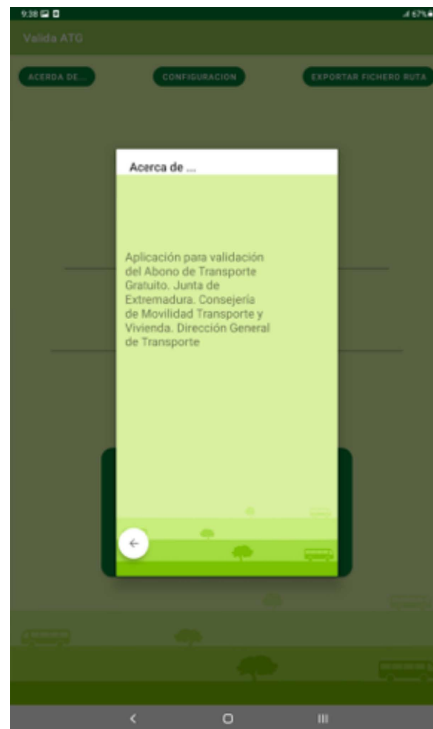 9:38
67%
Valida ATG
ACERDA DE...
CONFIGURACION
EXPORTAR FICHERO RUTA
Acerca de ...
Aplicación para validación
del Abono de Transporte
Gratuito. Junta de
Extremadura. Consejería
de Movilidad Transporte y
Vivienda. Dirección General
de Transporte